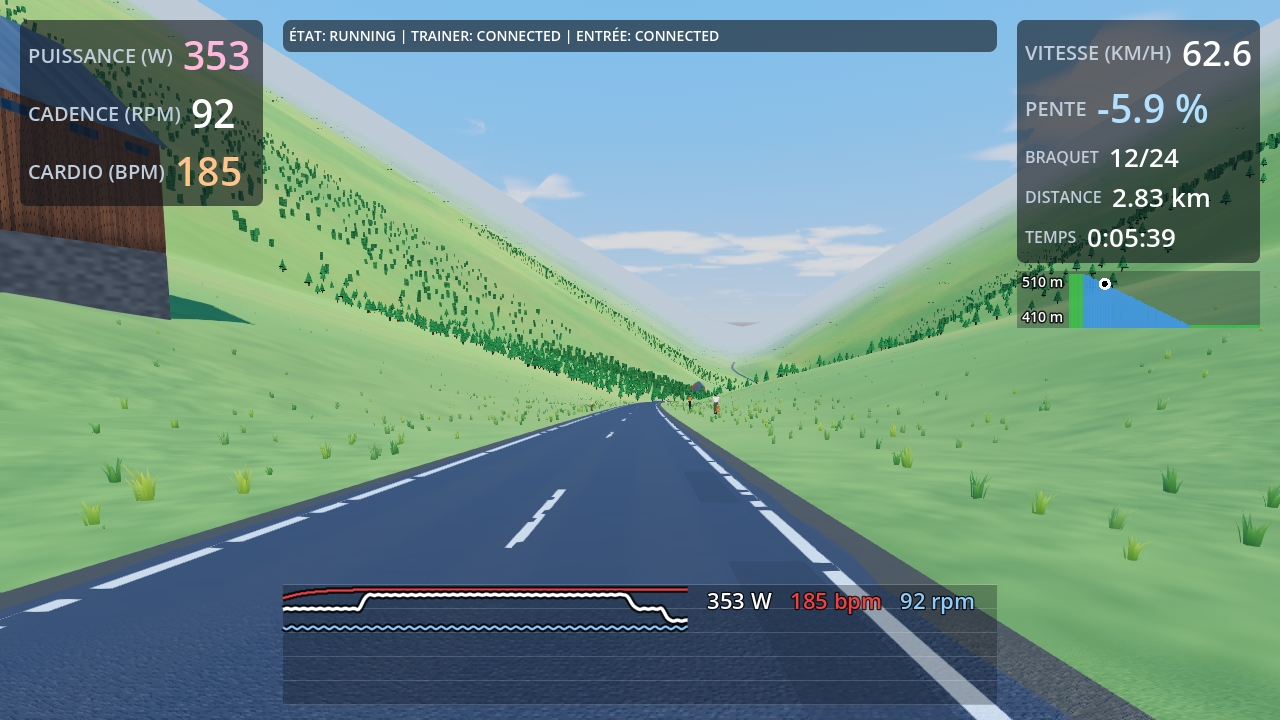 PUISSANCE (W) 353
CADENCE (RPM) 92
CARDIO (BPM) 185
ÉTAT: RUNNING | TRAINER: CONNECTED | ENTRÉE: CONNECTED
VITESSE (KM/H) 62.6
PENTE -5.9 %
BRAQUET 12/24
DISTANCE 2.83 km
TEMPS 0:05:39
510 m
410 m
353 W 185 bpm 92 rpm